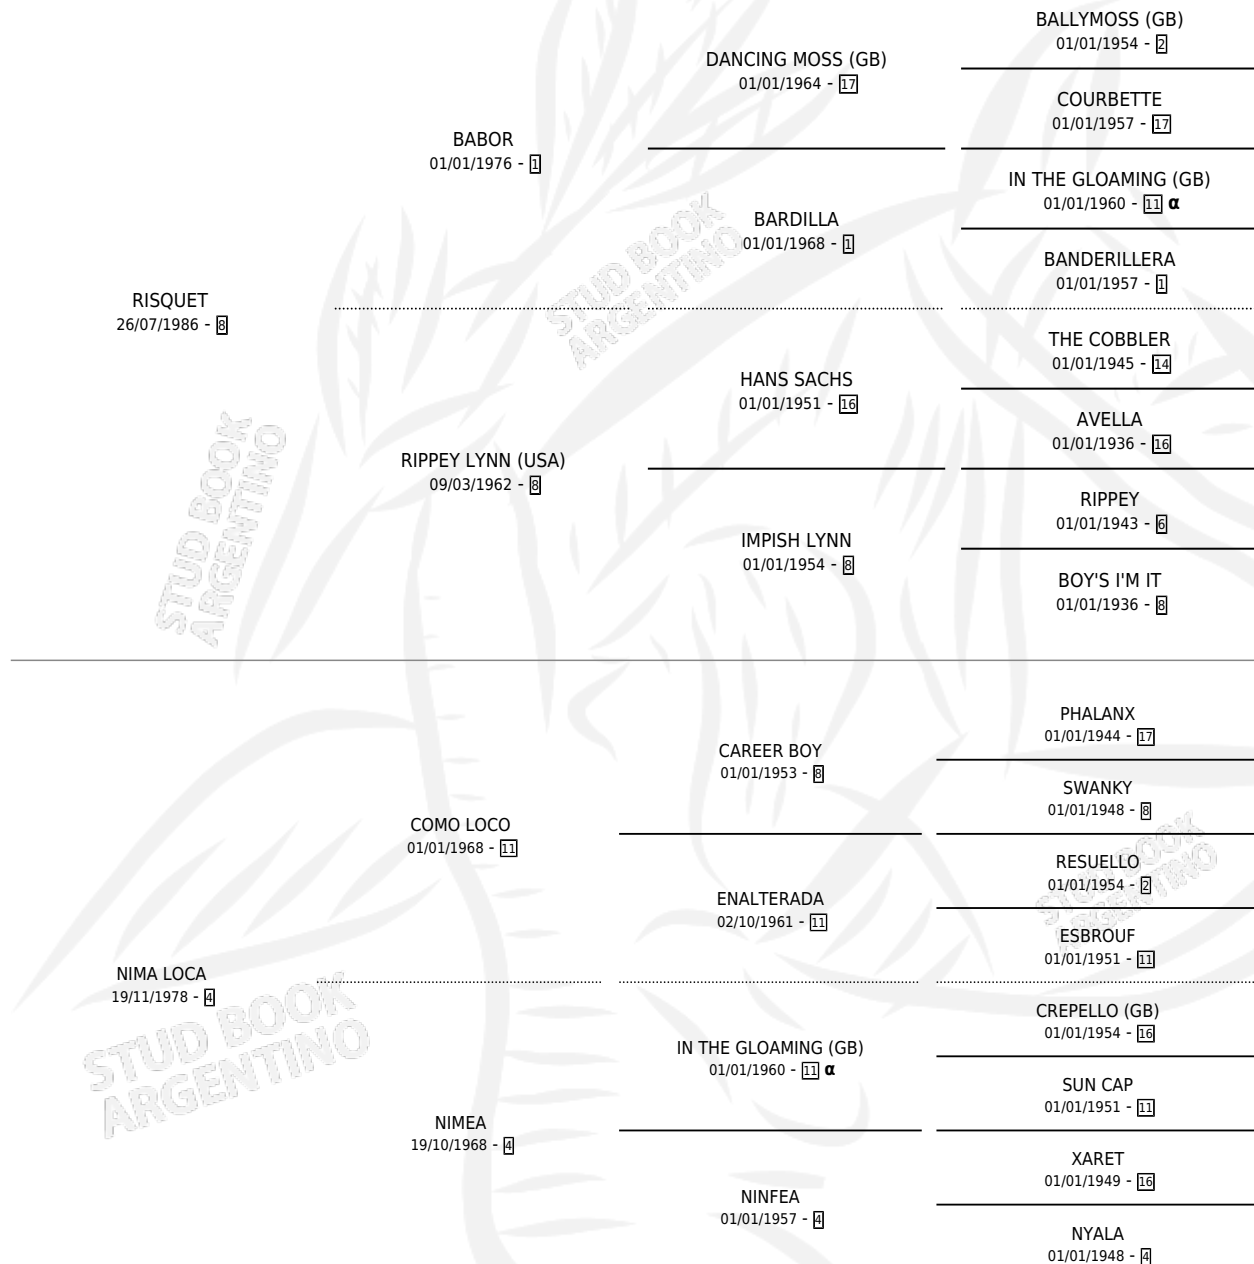 BALLYMOSS (GB)
01/01/1954 - 2
DANCING MOSS (GB)
01/01/1964 - 17
COURBETTE
01/01/1957 - 17
BABOR
01/01/1976 - 1
IN THE GLOAMING (GB)
01/01/1960 - 11 α
BARDILLA
01/01/1968 - 1
BANDERILLERA
01/01/1957 - 1
RISQUET
26/07/1986 - 8
THE COBBLER
01/01/1945 - 14
HANS SACHS
01/01/1951 - 16
AVELLA
01/01/1936 - 16
RIPPEY LYNN (USA)
09/03/1962 - 8
RIPPEY
01/01/1943 - 6
IMPISH LYNN
01/01/1954 - 8
BOY'S I'M IT
01/01/1936 - 8
PHALANX
01/01/1944 - 17
CAREER BOY
01/01/1953 - 8
SWANKY
01/01/1948 - 8
COMO LOCO
01/01/1968 - 11
RESUELLO
01/01/1954 - 2
ENALTERADA
02/10/1961 - 11
ESBROUF
01/01/1951 - 11
NIMA LOCA
19/11/1978 - 4
CREPELLO (GB)
01/01/1954 - 16
IN THE GLOAMING (GB)
01/01/1960 - 11 α
SUN CAP
01/01/1951 - 11
NIMEA
19/10/1968 - 4
XARET
01/01/1949 - 16
NINFEA
01/01/1957 - 4
NYALA
01/01/1948 - 4
STUD BOOK
ARGENTINO
STUD BOOK
ARGENTINO
STUD BOOK
ARGENTINO
STUD BOOK
ARGENTINO